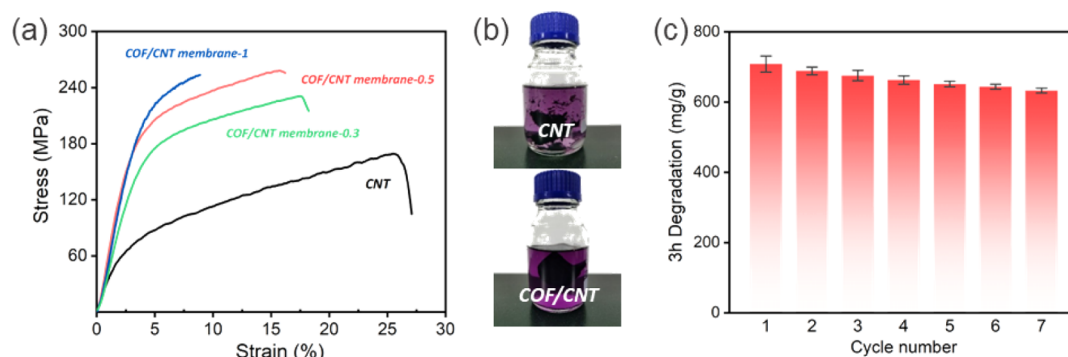 (a)
300
240
180
120
60
0
5
10
15
20
25
30
Stress (MPa)
Strain (%)
COF/CNT membrane-1
COF/CNT membrane-0.5
COF/CNT membrane-0.3
CNT
(b)
CNT
COF/CNT
(c)
800
600
400
200
0
3h Degradation (mg/g)
1 2 3 4 5 6 7
Cycle number